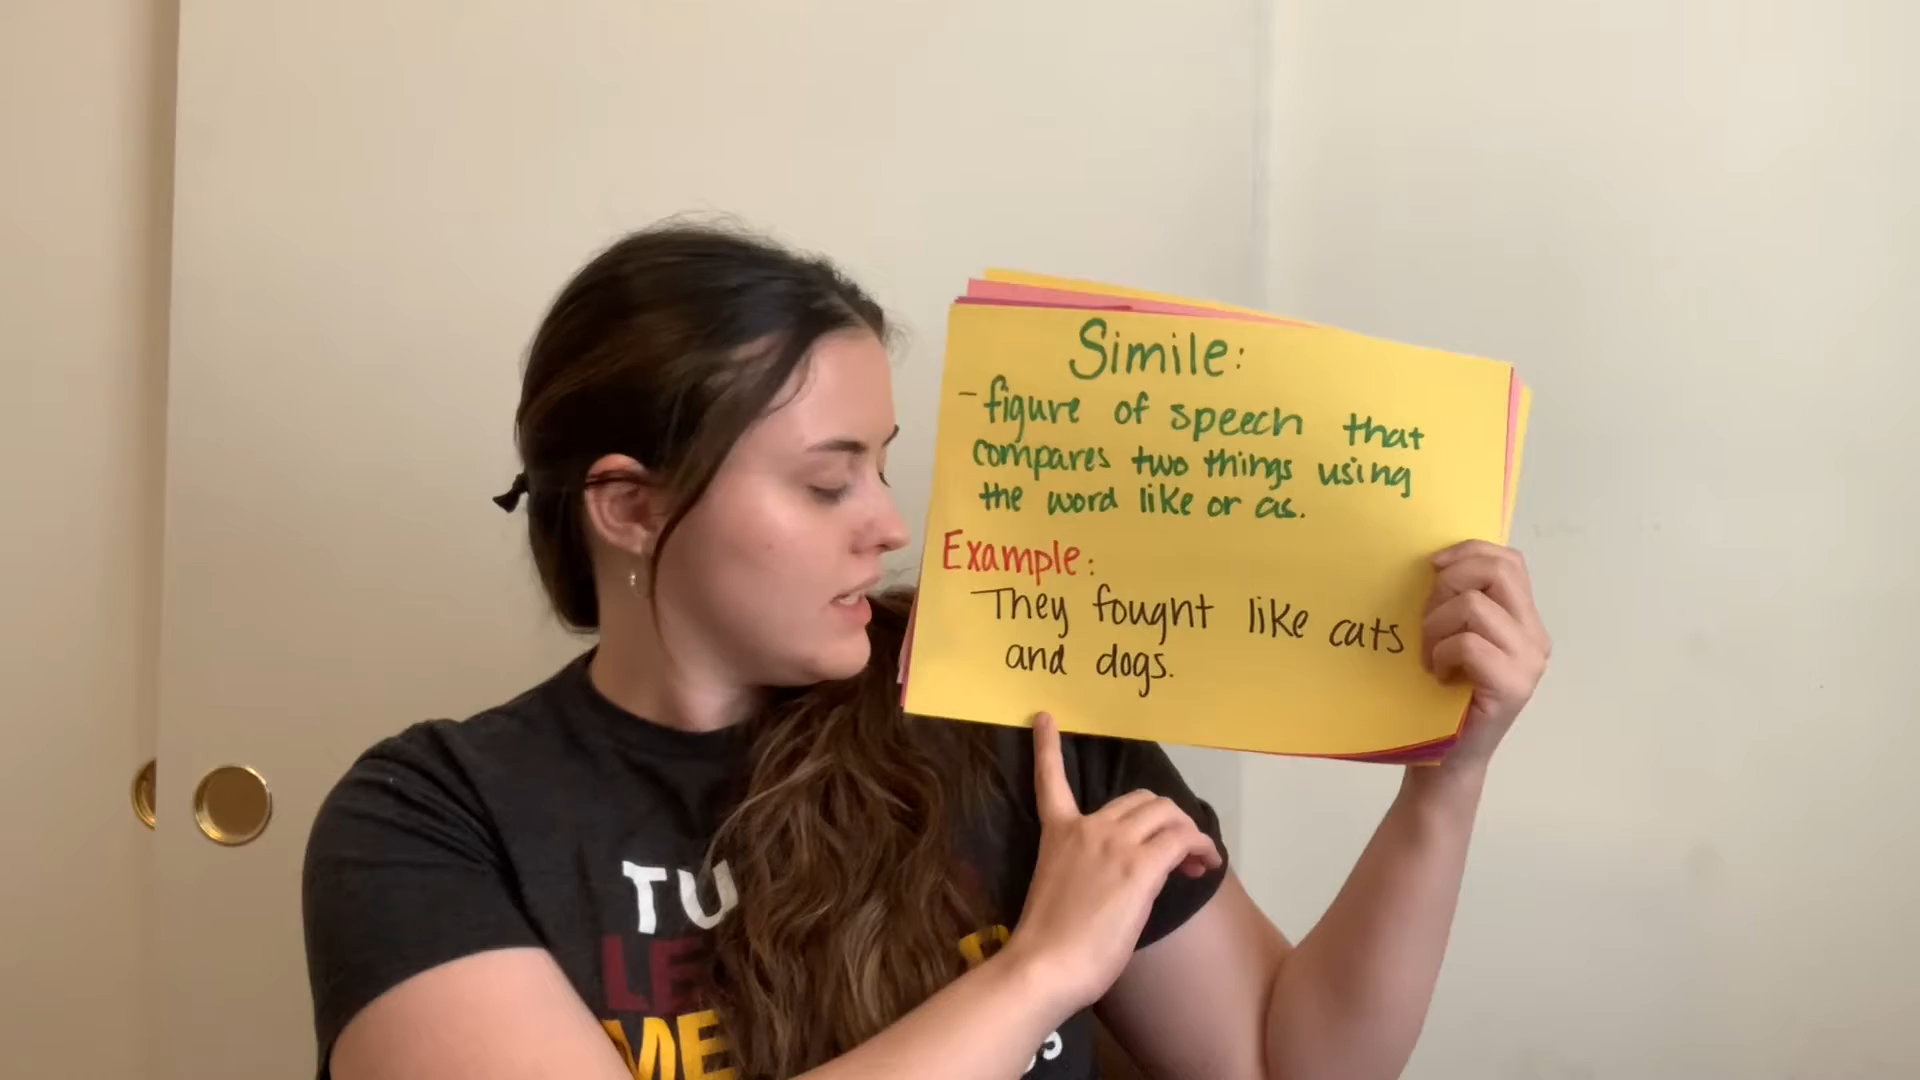 Simile:
- figure of speech that
compares two things using
the word like or as.
Example:
They fought like cats
and dogs.
TU